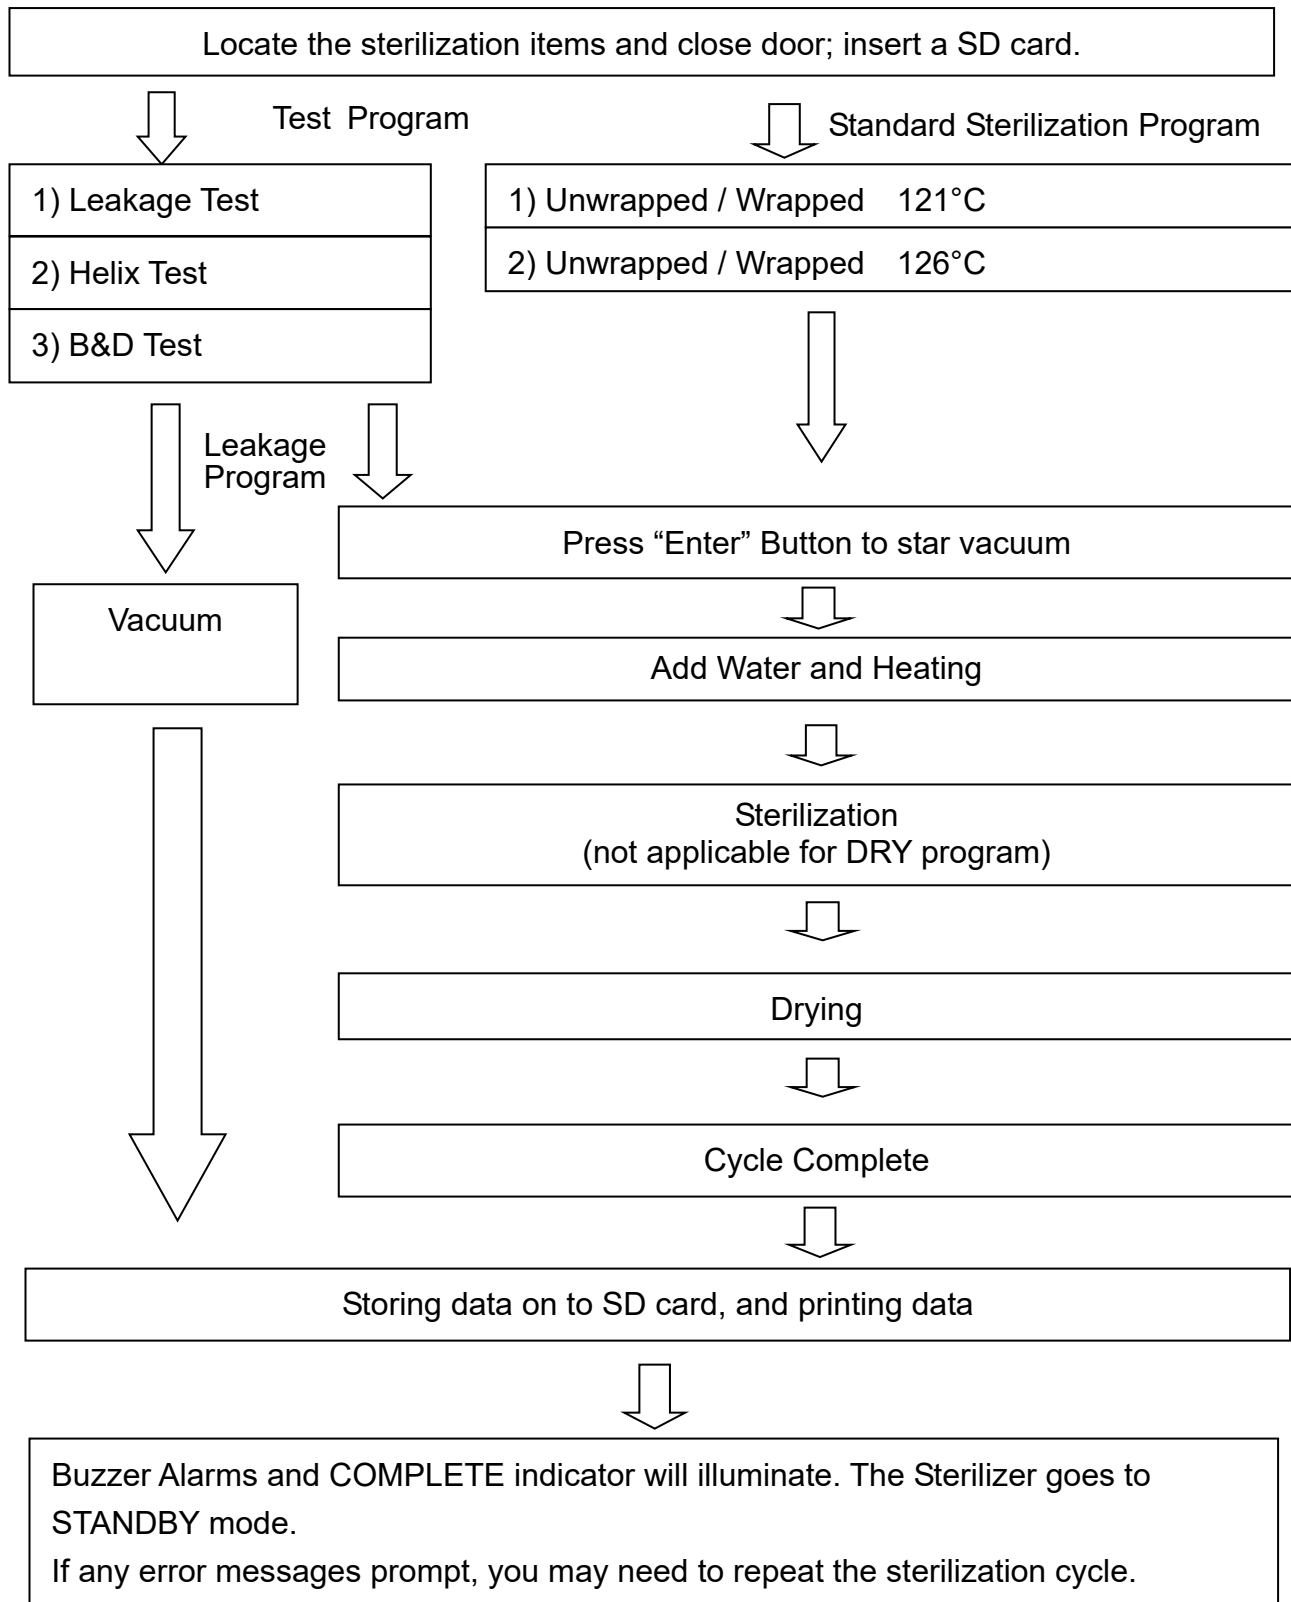 Locate the sterilization items and close door; insert a SD card.
Test Program
Standard Sterilization Program
1) Leakage Test
2) Helix Test
3) B&D Test
1) Unwrapped / Wrapped 121°C
2) Unwrapped / Wrapped 126°C
Leakage
Program
Press “Enter” Button to star vacuum
Vacuum
Add Water and Heating
Sterilization
(not applicable for DRY program)
Drying
Cycle Complete
Storing data on to SD card, and printing data
Buzzer Alarms and COMPLETE indicator will illuminate. The Sterilizer goes to
STANDBY mode.
If any error messages prompt, you may need to repeat the sterilization cycle.